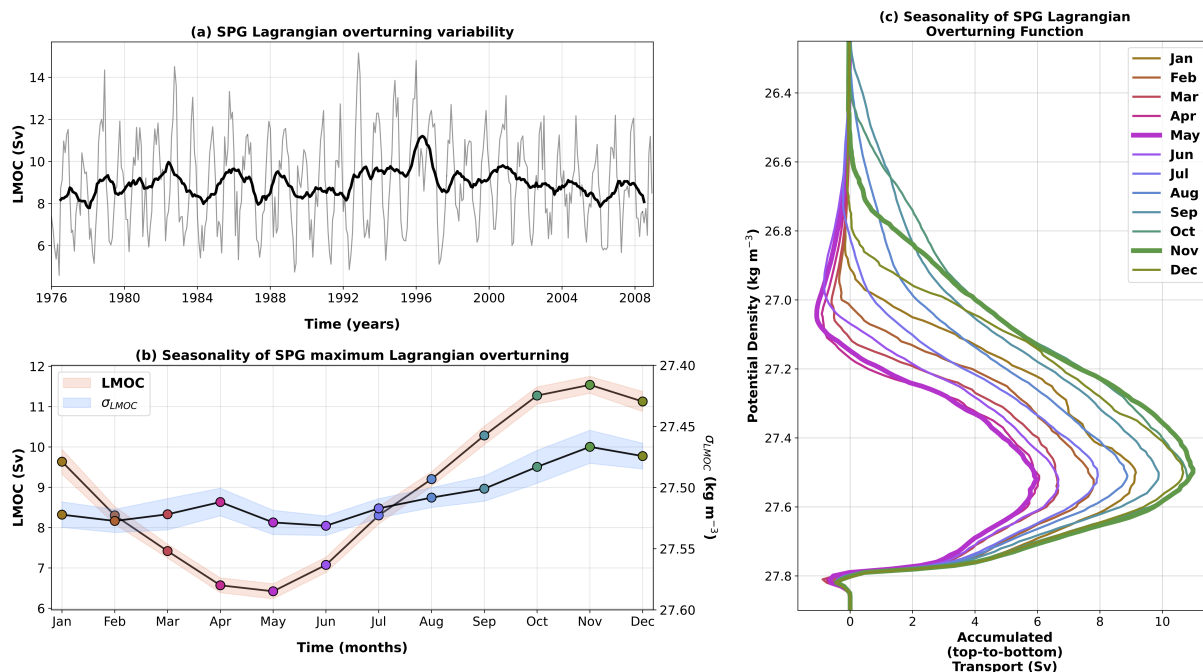 (a) SPG Lagrangian overturning variability
LMOC (Sv)
14
12
10
8
6
1976
1980
1984
1988
1992
1996
2000
2004
2008
Time (years)
(b) Seasonality of SPG maximum Lagrangian overturning
LMOC (Sv)
12
11
10
9
8
7
6
LMOC
σLMOC
27.40
27.45
27.50
27.55
27.60
σLMOC (kg m−3)
Jan
Feb
Mar
Apr
May
Jun
Jul
Aug
Sep
Oct
Nov
Dec
Time (months)
(c) Seasonality of SPG Lagrangian
Overturning Function
Potential Density (kg m−3)
26.4
26.6
26.8
27.0
27.2
27.4
27.6
27.8
Jan
Feb
Mar
Apr
May
Jun
Jul
Aug
Sep
Oct
Nov
Dec
0
2
4
6
8
10
Accumulated
(top-to-bottom)
Transport (Sv)